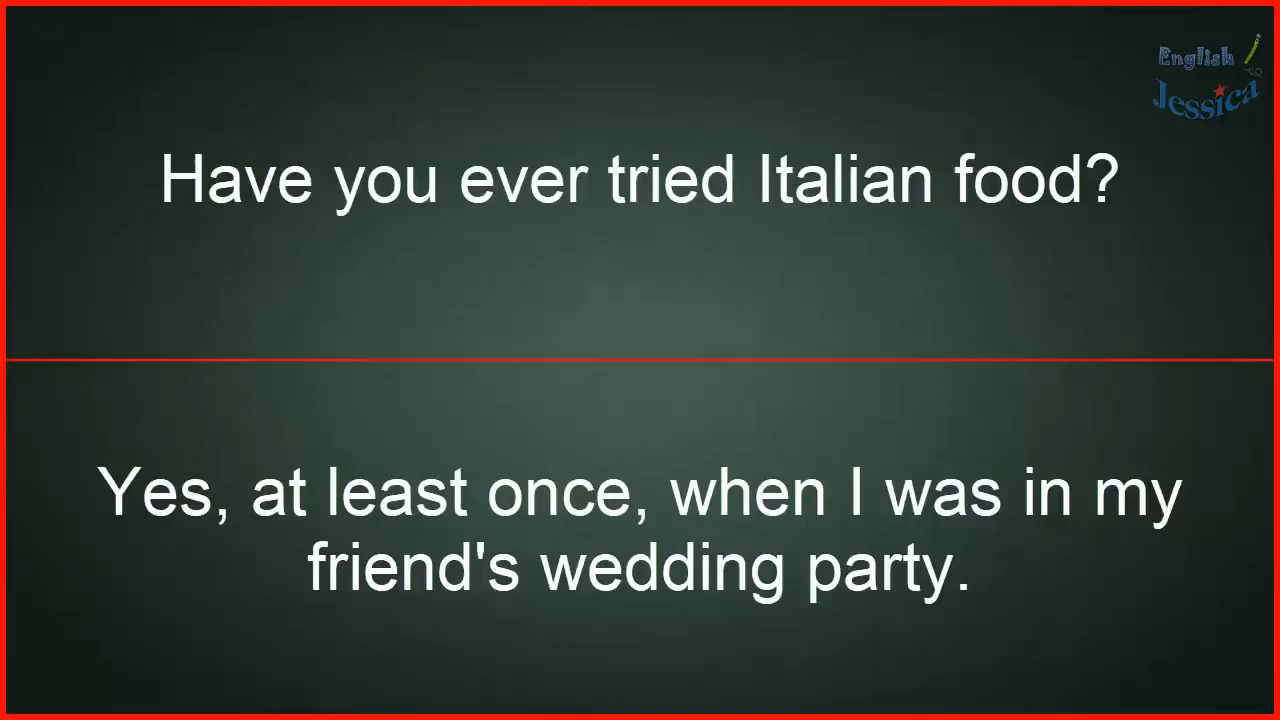 English
Jessica
Have you ever tried Italian food?
Yes, at least once, when I was in my
friend's wedding party.